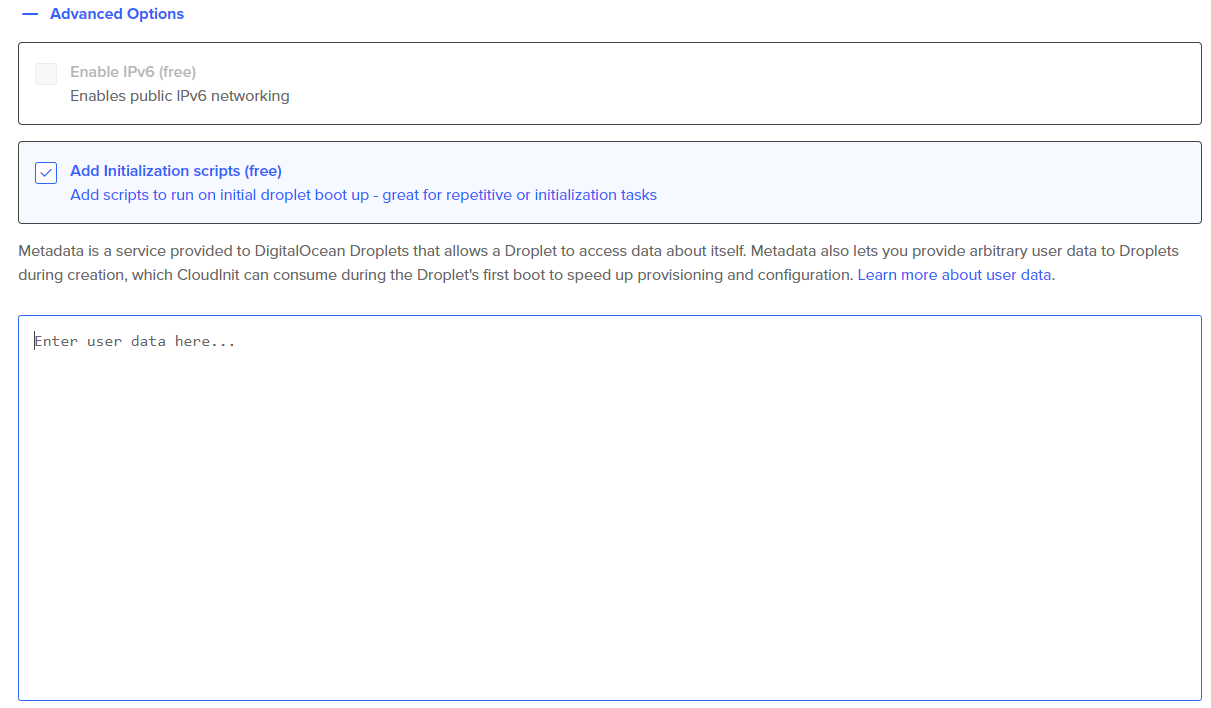 Advanced Options
Enable IPv6 (free)
Enables public IPv6 networking
Add Initialization scripts (free)
Add scripts to run on initial droplet boot up - great for repetitive or initialization tasks
Metadata is a service provided to DigitalOcean Droplets that allows a Droplet to access data about itself. Metadata also lets you provide arbitrary user data to Droplets
during creation, which CloudInit can consume during the Droplet's first boot to speed up provisioning and configuration. Learn more about user data.
Enter user data here...